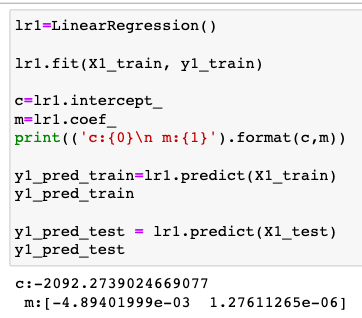 lr1=LinearRegression()
lr1.fit(X1_train, y1_train)
c=lr1.intercept_
m=lr1.coef_
print(('c:{0}\n m:{1}').format(c,m))
y1_pred_train=lr1.predict(X1_train)
y1_pred_train
y1_pred_test = lr1.predict(X1_test)
y1_pred_test
c:-2092.2739024669077
 m:[-4.89401999e-03  1.27611265e-06]